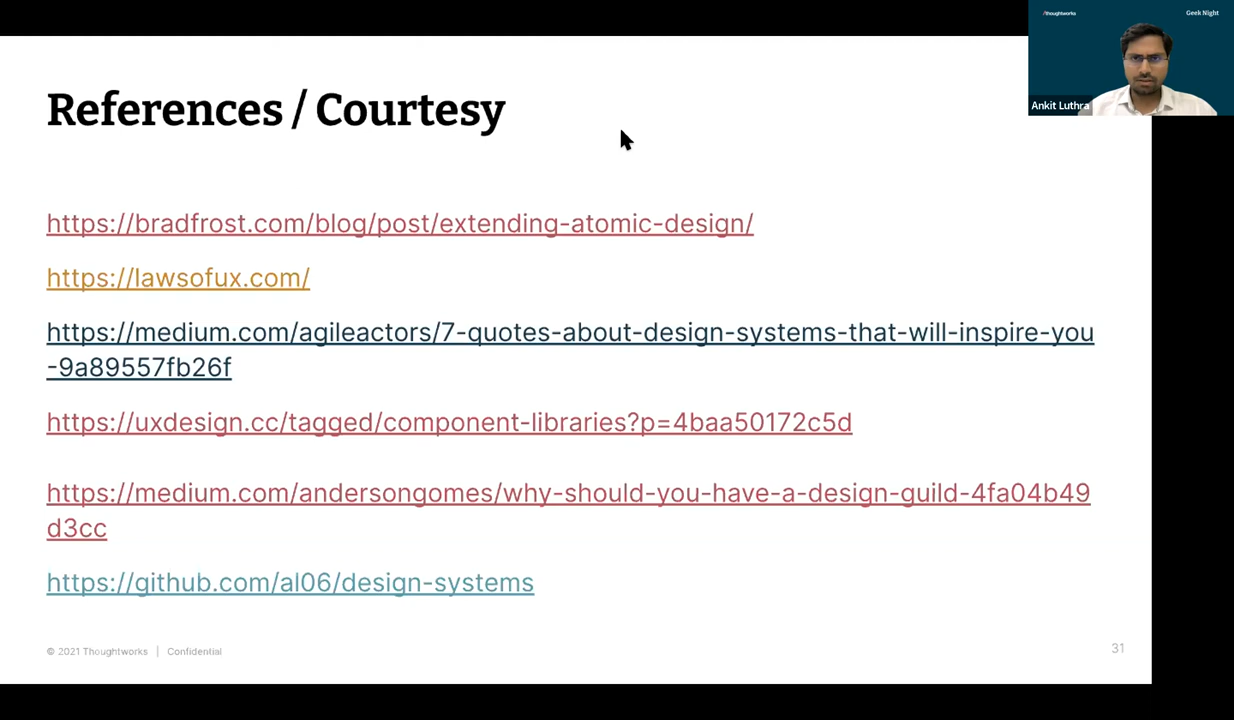 /thoughtworks
Geek Night
Ankit Luthra
References / Courtesy
https://bradfrost.com/blog/post/extending-atomic-design/
https://lawsofux.com/
https://medium.com/agileactors/7-quotes-about-design-systems-that-will-inspire-you
-9a89557fb26f
https://uxdesign.cc/tagged/component-libraries?p=4baa50172c5d
https://medium.com/andersongomes/why-should-you-have-a-design-guild-4fa04b49
d3cc
https://github.com/al06/design-systems
© 2021 Thoughtworks | Confidential
31